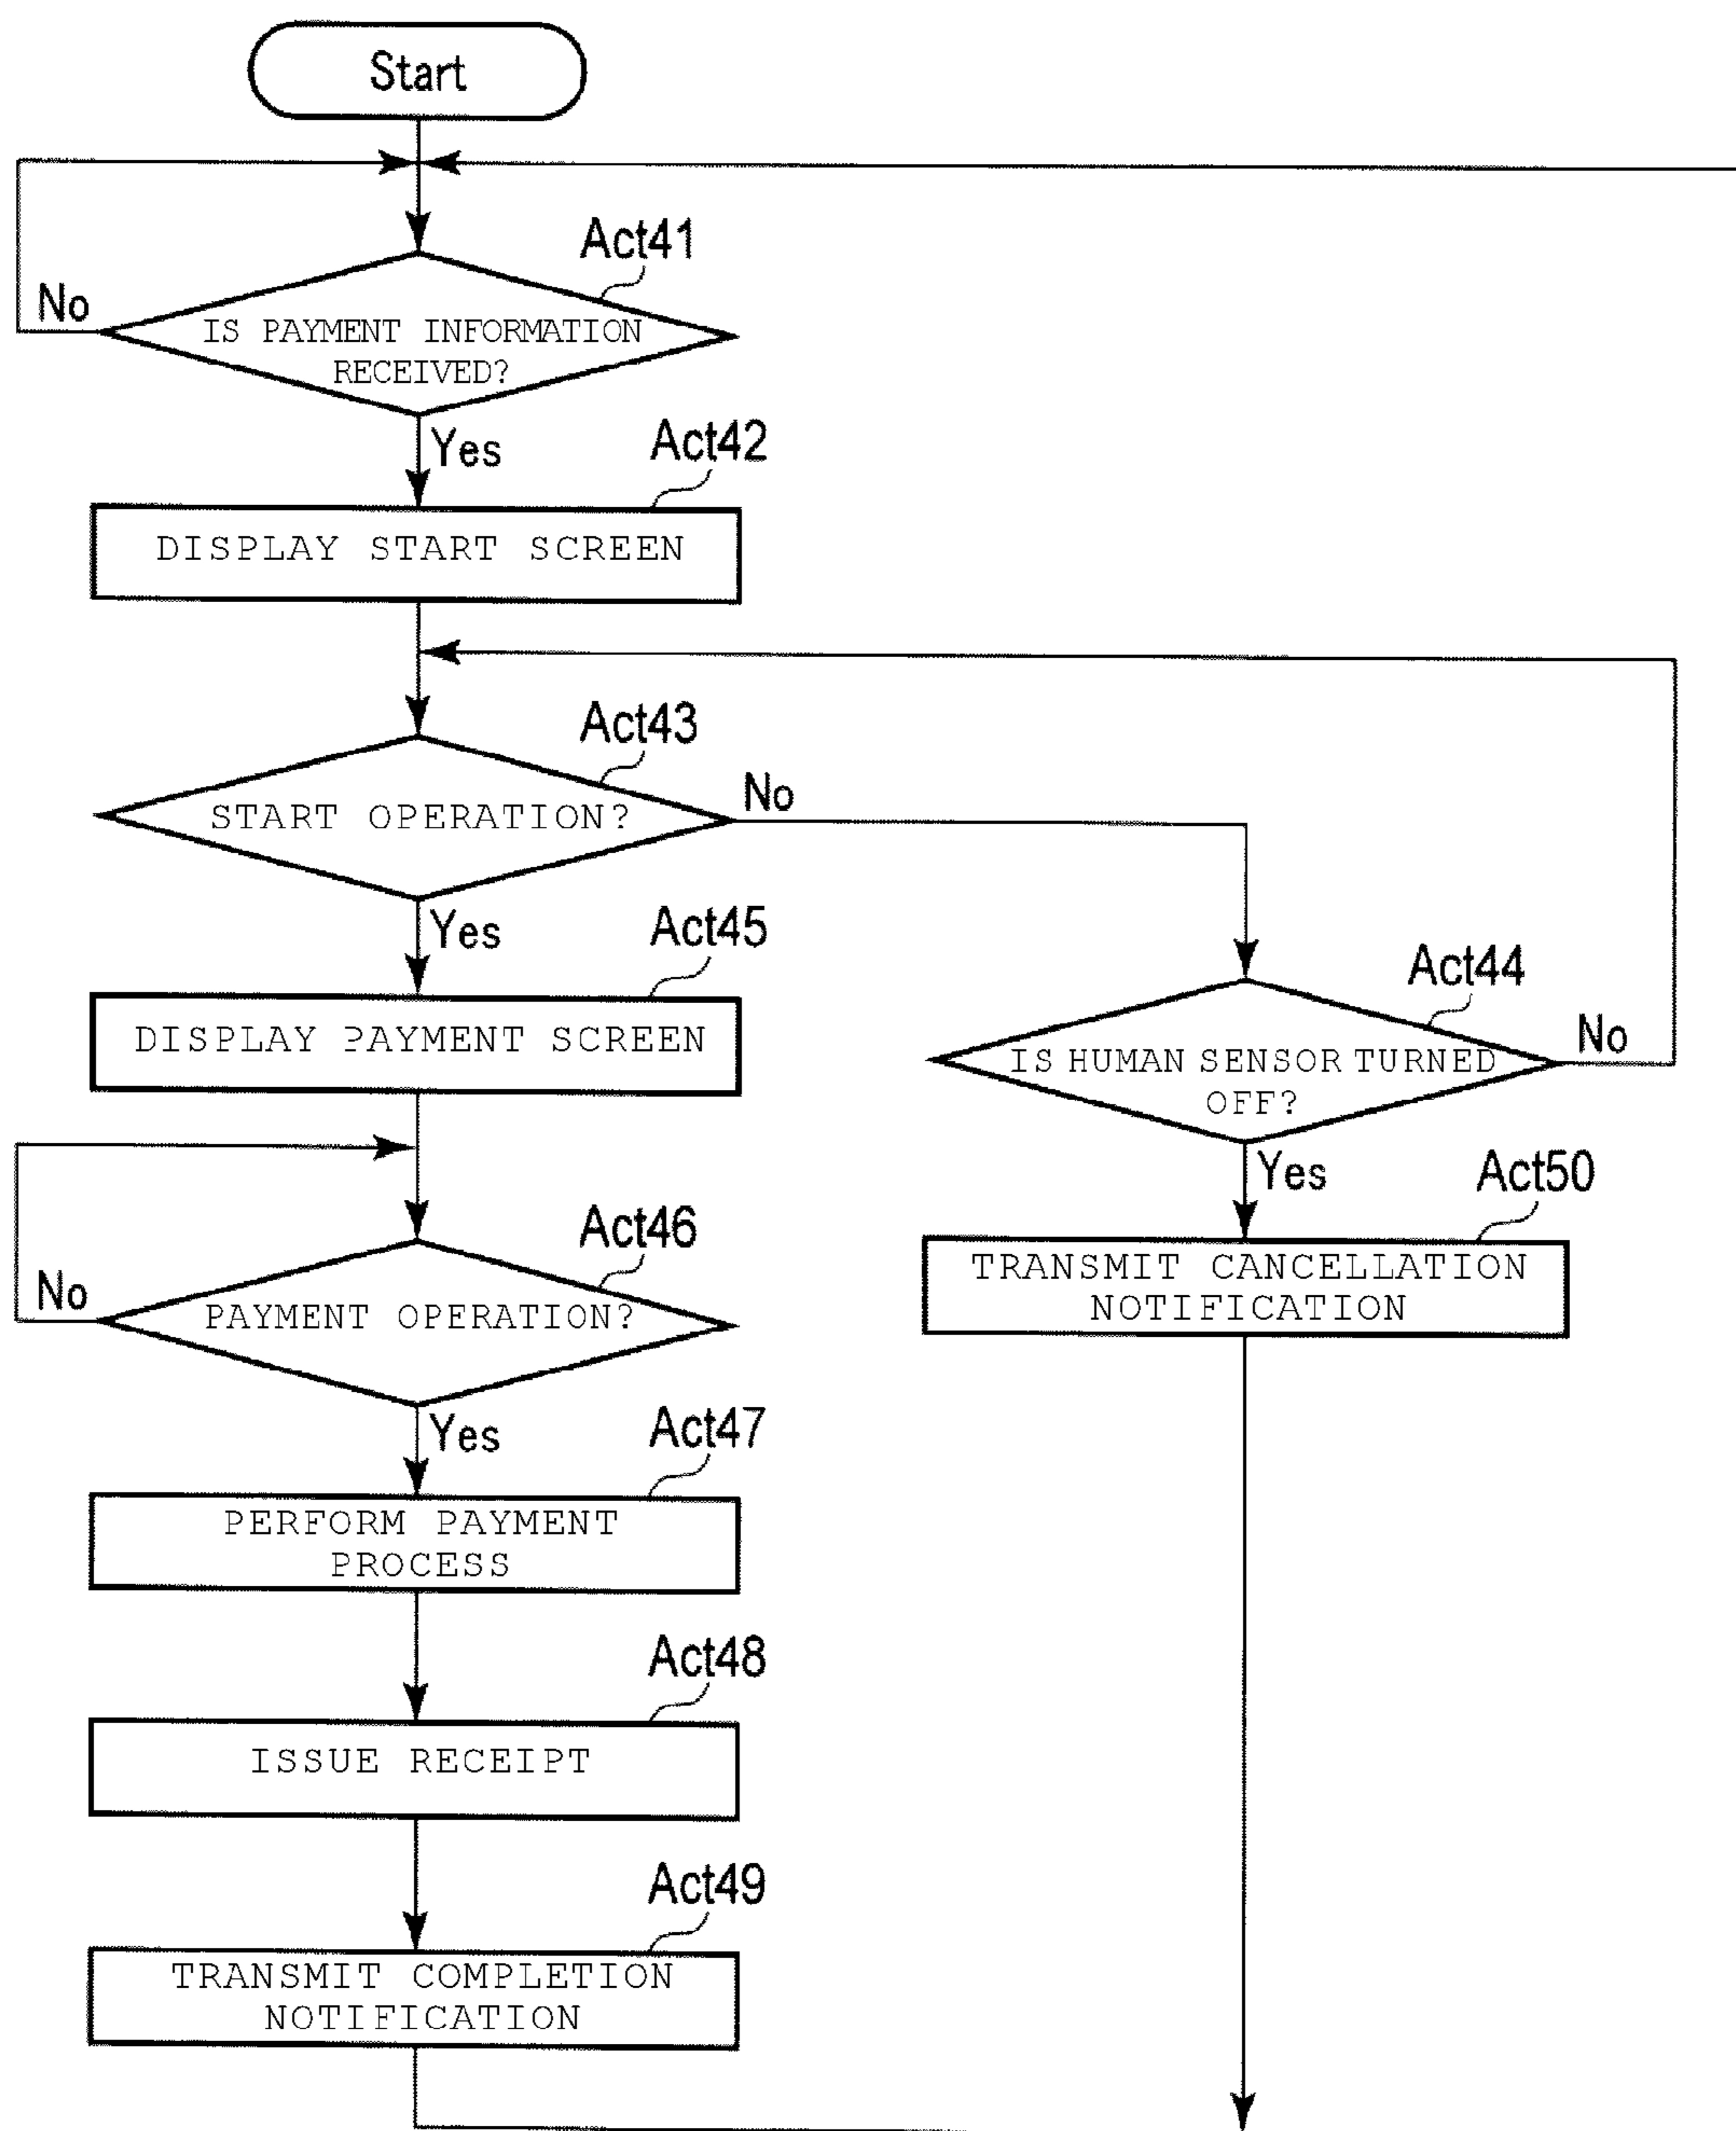 Start
Act41
No
IS PAYMENT INFORMATION
RECEIVED?
Yes
Act42
DISPLAY START SCREEN
Act43
START OPERATION?
No
Yes
Act45
DISPLAY PAYMENT SCREEN
Act44
IS HUMAN SENSOR TURNED
OFF?
No
Yes
Act50
TRANSMIT CANCELLATION
NOTIFICATION
Act46
No
PAYMENT OPERATION?
Yes
Act47
PERFORM PAYMENT
PROCESS
Act48
ISSUE RECEIPT
Act49
TRANSMIT COMPLETION
NOTIFICATION